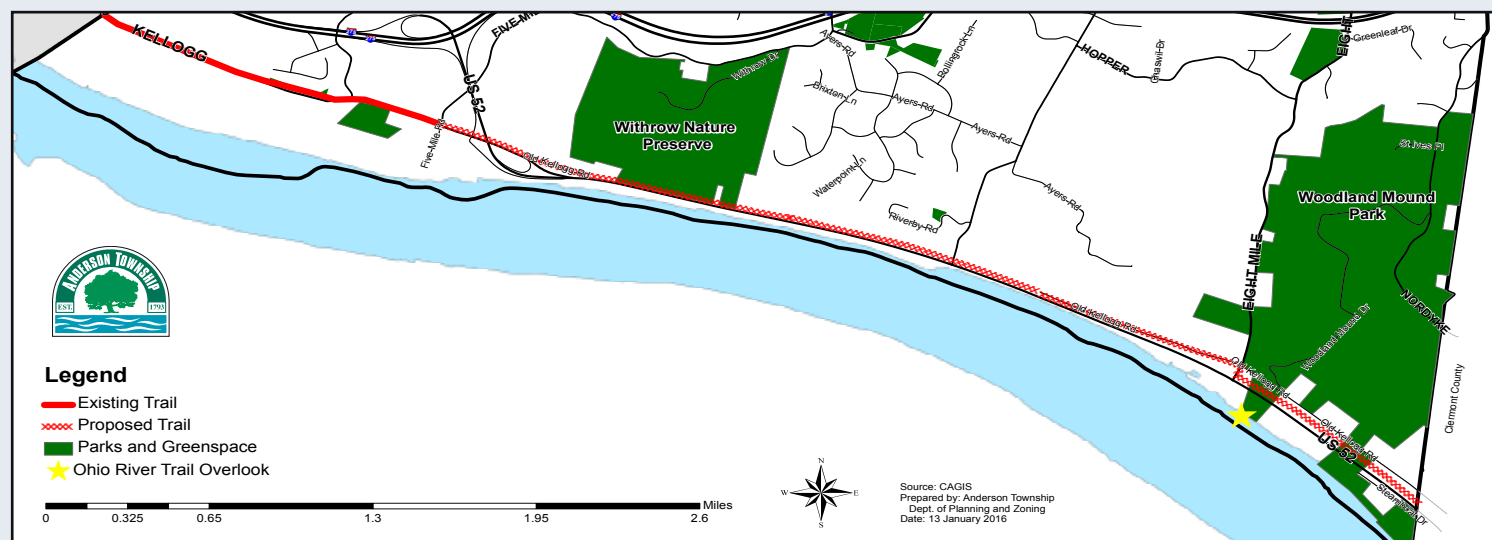 KELLOGG
FIVE-MI
US-52
Five-Mile-Rd
Old-Kellogg-Rd
Withrow-Dr
Withrow Nature
Preserve
Ayers-Rd
Rollingrock-Ln
Brixton-Ln
Ayers-Rd
Ayers-Rd
Waterpoint-Ln
Riverby-Rd
HOPPER
Ayers-Rd
EIGHT
Greenleaf-Dr
St.Ives Pl
Woodland Mound
Park
EIGHT MILE
NORDYKE
Woodland Mound Dr
Old-Kellogg-Rd
Old-Kellogg-Rd
Old-Kellogg-Rd
US-52
Clermont County
ANDERSON TOWNSHIP
EST.
1793
Legend
Existing Trail
Proposed Trail
Parks and Greenspace
Ohio River Trail Overlook
Miles
0 0.325 0.65 1.3 1.95 2.6
N
W E
S
Source: CAGIS
Prepared by: Anderson Township
Dept. of Planning and Zoning
Date: 13 January 2016